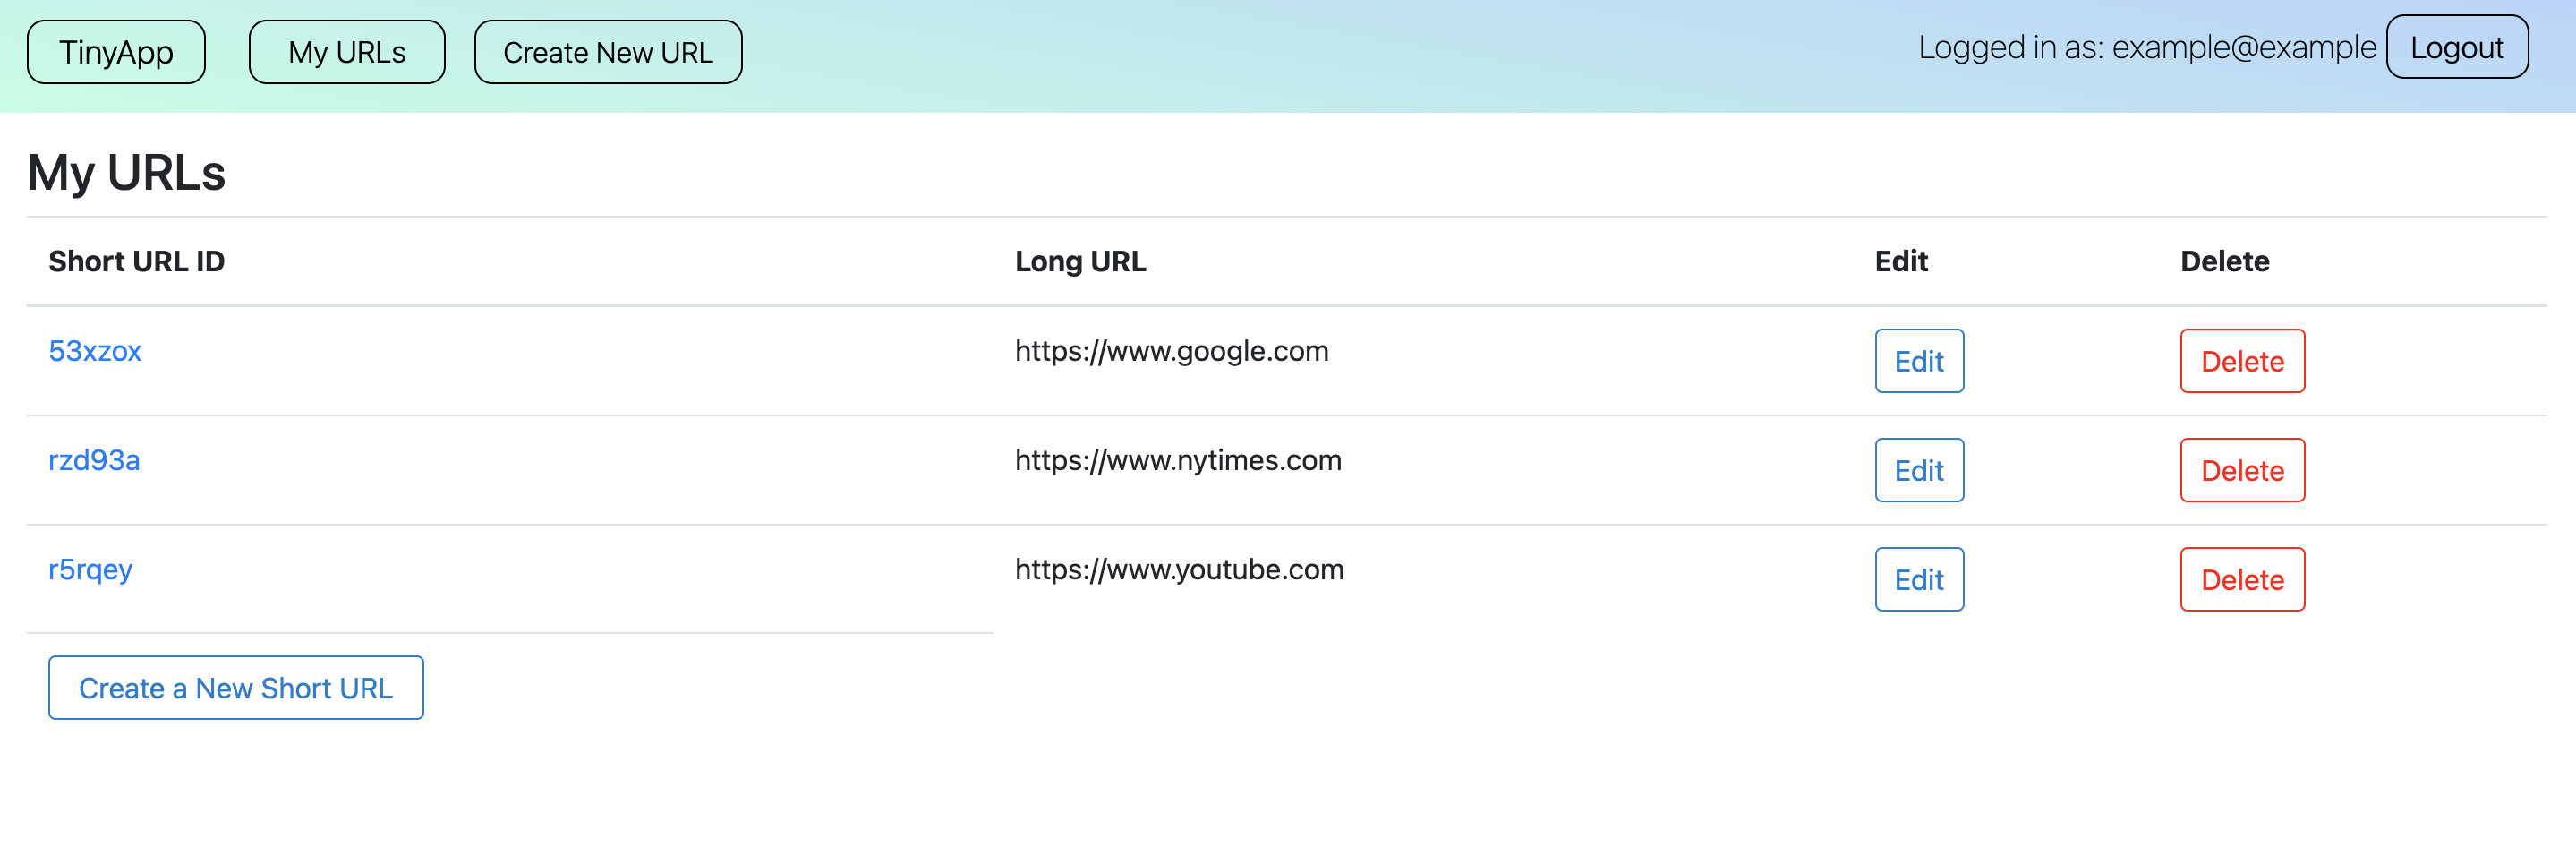 TinyApp My URLs Create New URL Logged in as: example@example Logout
My URLs
Short URL ID Long URL Edit Delete
53xzox https://www.google.com Edit Delete
rzd93a https://www.nytimes.com Edit Delete
r5rqey https://www.youtube.com Edit Delete
Create a New Short URL